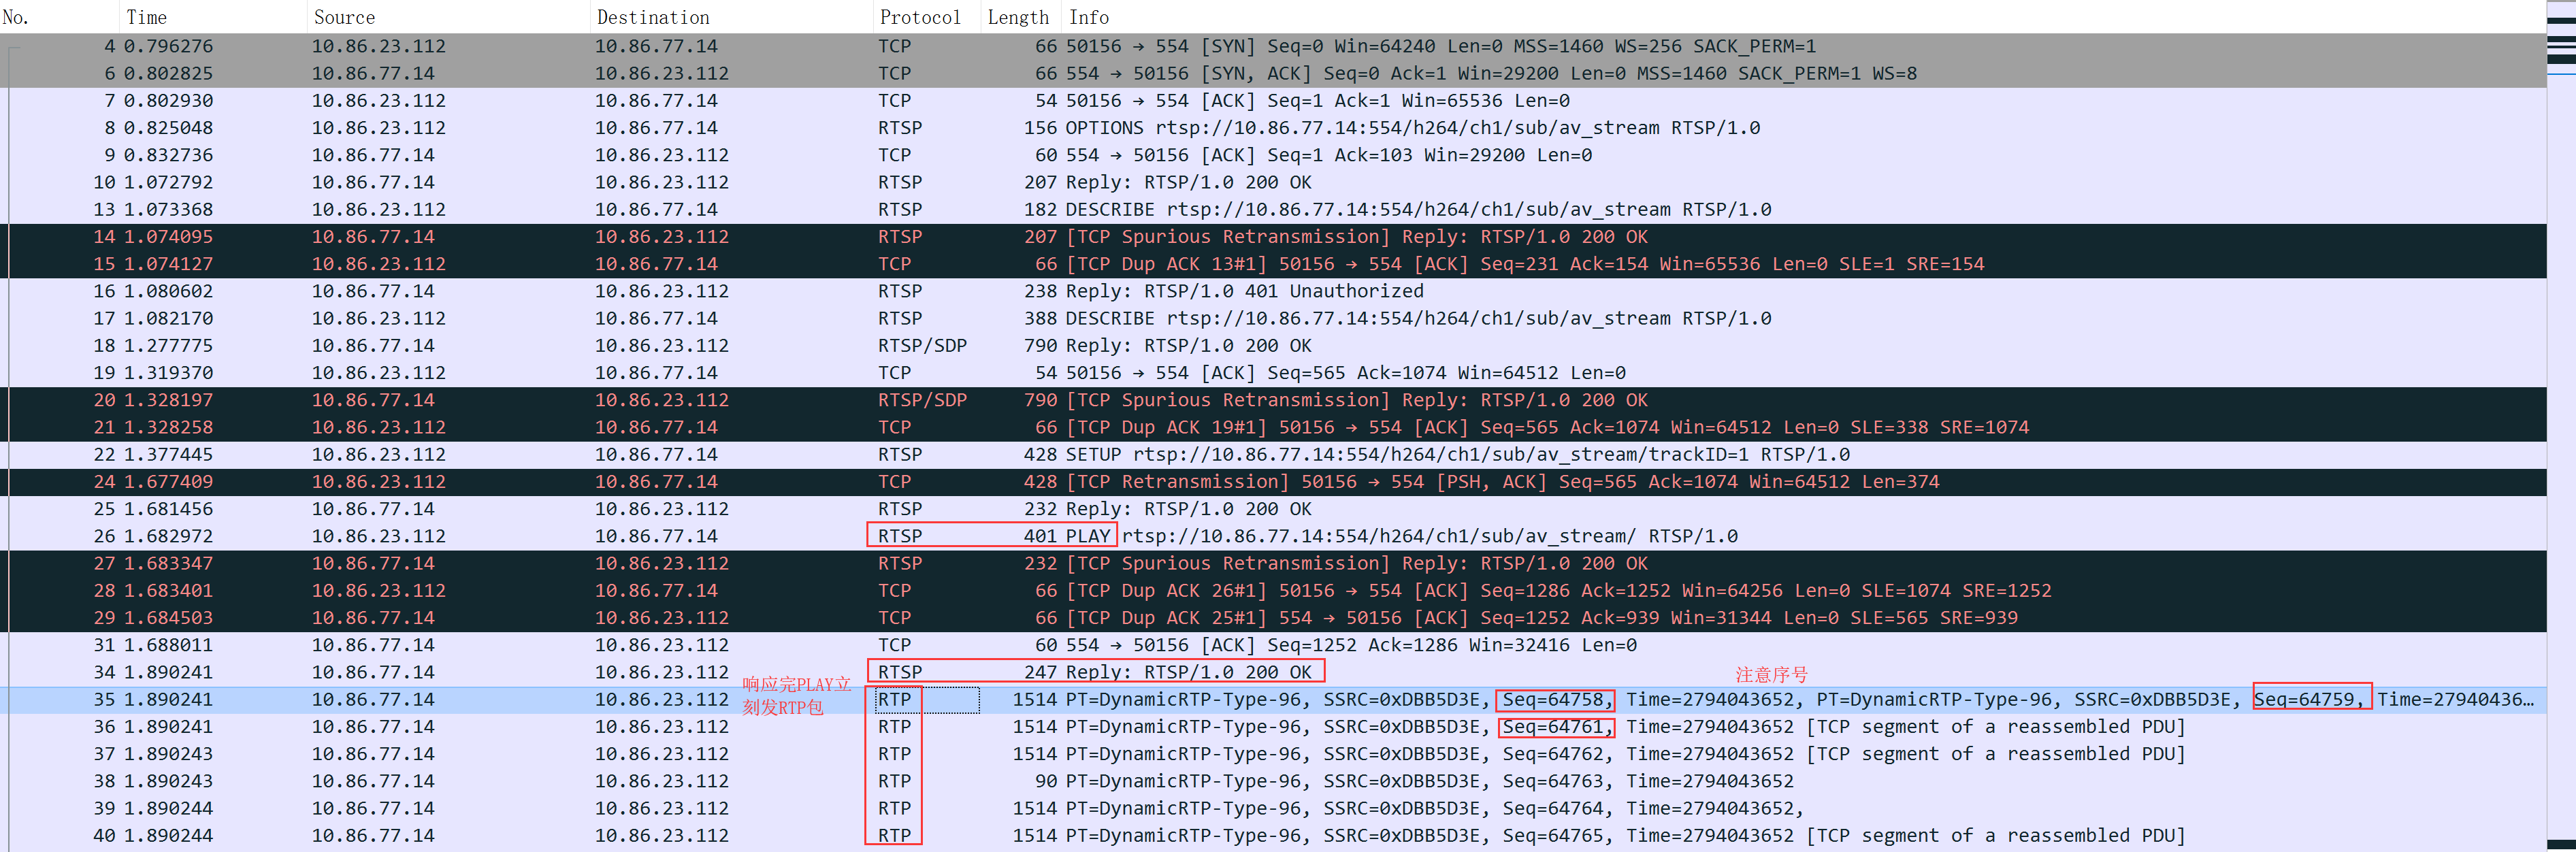 No. Time Source Destination Protocol Length Info
4 0.796276 10.86.23.112 10.86.77.14 TCP 66 50156 → 554 [SYN] Seq=0 Win=64240 Len=0 MSS=1460 WS=256 SACK_PERM=1
6 0.802825 10.86.77.14 10.86.23.112 TCP 66 554 → 50156 [SYN, ACK] Seq=0 Ack=1 Win=29200 Len=0 MSS=1460 SACK_PERM=1 WS=8
7 0.802930 10.86.23.112 10.86.77.14 TCP 54 50156 → 554 [ACK] Seq=1 Ack=1 Win=65536 Len=0
8 0.825048 10.86.23.112 10.86.77.14 RTSP 156 OPTIONS rtsp://10.86.77.14:554/h264/ch1/sub/av_stream RTSP/1.0
9 0.832736 10.86.77.14 10.86.23.112 TCP 60 554 → 50156 [ACK] Seq=1 Ack=103 Win=29200 Len=0
10 1.072792 10.86.77.14 10.86.23.112 RTSP 207 Reply: RTSP/1.0 200 OK
13 1.073368 10.86.23.112 10.86.77.14 RTSP 182 DESCRIBE rtsp://10.86.77.14:554/h264/ch1/sub/av_stream RTSP/1.0
14 1.074095 10.86.77.14 10.86.23.112 RTSP 207 [TCP Spurious Retransmission] Reply: RTSP/1.0 200 OK
15 1.074127 10.86.23.112 10.86.77.14 TCP 66 [TCP Dup ACK 13#1] 50156 → 554 [ACK] Seq=231 Ack=154 Win=65536 Len=0 SLE=1 SRE=154
16 1.080602 10.86.77.14 10.86.23.112 RTSP 238 Reply: RTSP/1.0 401 Unauthorized
17 1.082170 10.86.23.112 10.86.77.14 RTSP 388 DESCRIBE rtsp://10.86.77.14:554/h264/ch1/sub/av_stream RTSP/1.0
18 1.277775 10.86.77.14 10.86.23.112 RTSP/SDP 790 Reply: RTSP/1.0 200 OK
19 1.319370 10.86.23.112 10.86.77.14 TCP 54 50156 → 554 [ACK] Seq=565 Ack=1074 Win=64512 Len=0
20 1.328197 10.86.77.14 10.86.23.112 RTSP/SDP 790 [TCP Spurious Retransmission] Reply: RTSP/1.0 200 OK
21 1.328258 10.86.23.112 10.86.77.14 TCP 66 [TCP Dup ACK 19#1] 50156 → 554 [ACK] Seq=565 Ack=1074 Win=64512 Len=0 SLE=338 SRE=1074
22 1.377445 10.86.23.112 10.86.77.14 RTSP 428 SETUP rtsp://10.86.77.14:554/h264/ch1/sub/av_stream/trackID=1 RTSP/1.0
24 1.677409 10.86.23.112 10.86.77.14 TCP 428 [TCP Retransmission] 50156 → 554 [PSH, ACK] Seq=565 Ack=1074 Win=64512 Len=374
25 1.681456 10.86.77.14 10.86.23.112 RTSP 232 Reply: RTSP/1.0 200 OK
26 1.682972 10.86.23.112 10.86.77.14 RTSP 401 PLAY rtsp://10.86.77.14:554/h264/ch1/sub/av_stream/ RTSP/1.0
27 1.683347 10.86.77.14 10.86.23.112 RTSP 232 [TCP Spurious Retransmission] Reply: RTSP/1.0 200 OK
28 1.683401 10.86.23.112 10.86.77.14 TCP 66 [TCP Dup ACK 26#1] 50156 → 554 [ACK] Seq=1286 Ack=1252 Win=64256 Len=0 SLE=1074 SRE=1252
29 1.684503 10.86.77.14 10.86.23.112 TCP 66 [TCP Dup ACK 25#1] 554 → 50156 [ACK] Seq=1252 Ack=939 Win=31344 Len=0 SLE=565 SRE=939
31 1.688011 10.86.77.14 10.86.23.112 TCP 60 554 → 50156 [ACK] Seq=1252 Ack=1286 Win=32416 Len=0
34 1.890241 10.86.77.14 10.86.23.112 RTSP 247 Reply: RTSP/1.0 200 OK
注意序号
响应完PLAY立
刻发RTP包
35 1.890241 10.86.77.14 10.86.23.112 RTP 1514 PT=DynamicRTP-Type-96, SSRC=0xDBB5D3E, Seq=64758, Time=2794043652, PT=DynamicRTP-Type-96, SSRC=0xDBB5D3E, Seq=64759, Time=27940436…
36 1.890241 10.86.77.14 10.86.23.112 RTP 1514 PT=DynamicRTP-Type-96, SSRC=0xDBB5D3E, Seq=64761, Time=2794043652 [TCP segment of a reassembled PDU]
37 1.890243 10.86.77.14 10.86.23.112 RTP 1514 PT=DynamicRTP-Type-96, SSRC=0xDBB5D3E, Seq=64762, Time=2794043652 [TCP segment of a reassembled PDU]
38 1.890243 10.86.77.14 10.86.23.112 RTP 90 PT=DynamicRTP-Type-96, SSRC=0xDBB5D3E, Seq=64763, Time=2794043652
39 1.890244 10.86.77.14 10.86.23.112 RTP 1514 PT=DynamicRTP-Type-96, SSRC=0xDBB5D3E, Seq=64764, Time=2794043652,
40 1.890244 10.86.77.14 10.86.23.112 RTP 1514 PT=DynamicRTP-Type-96, SSRC=0xDBB5D3E, Seq=64765, Time=2794043652 [TCP segment of a reassembled PDU]